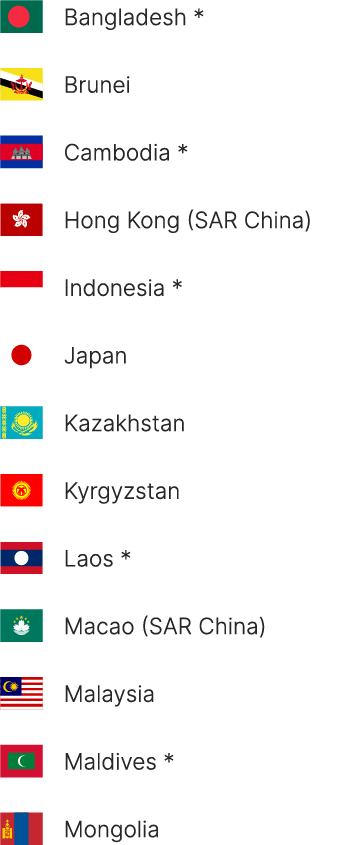 Bangladesh *
Brunei
Cambodia *
Hong Kong (SAR China)
Indonesia *
Japan
Kazakhstan
Kyrgyzstan
Laos *
Macao (SAR China)
Malaysia
Maldives *
Mongolia